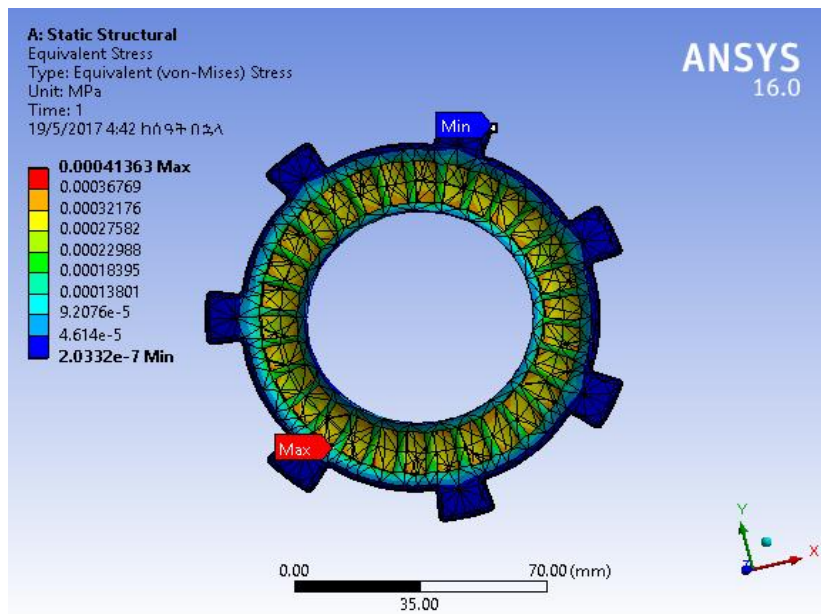 A: Static Structural
Equivalent Stress
Type: Equivalent (von-Mises) Stress
Unit: MPa
Time: 1
19/5/2017 4:42 ከሰዓት በኋላ
ANSYS
16.0
0.00041363 Max
0.00036769
0.00032176
0.00027582
0.00022988
0.00018395
0.00013801
9.2076e-5
4.614e-5
2.0332e-7 Min
Min
Max
0.00
70.00 (mm)
35.00
Y
X